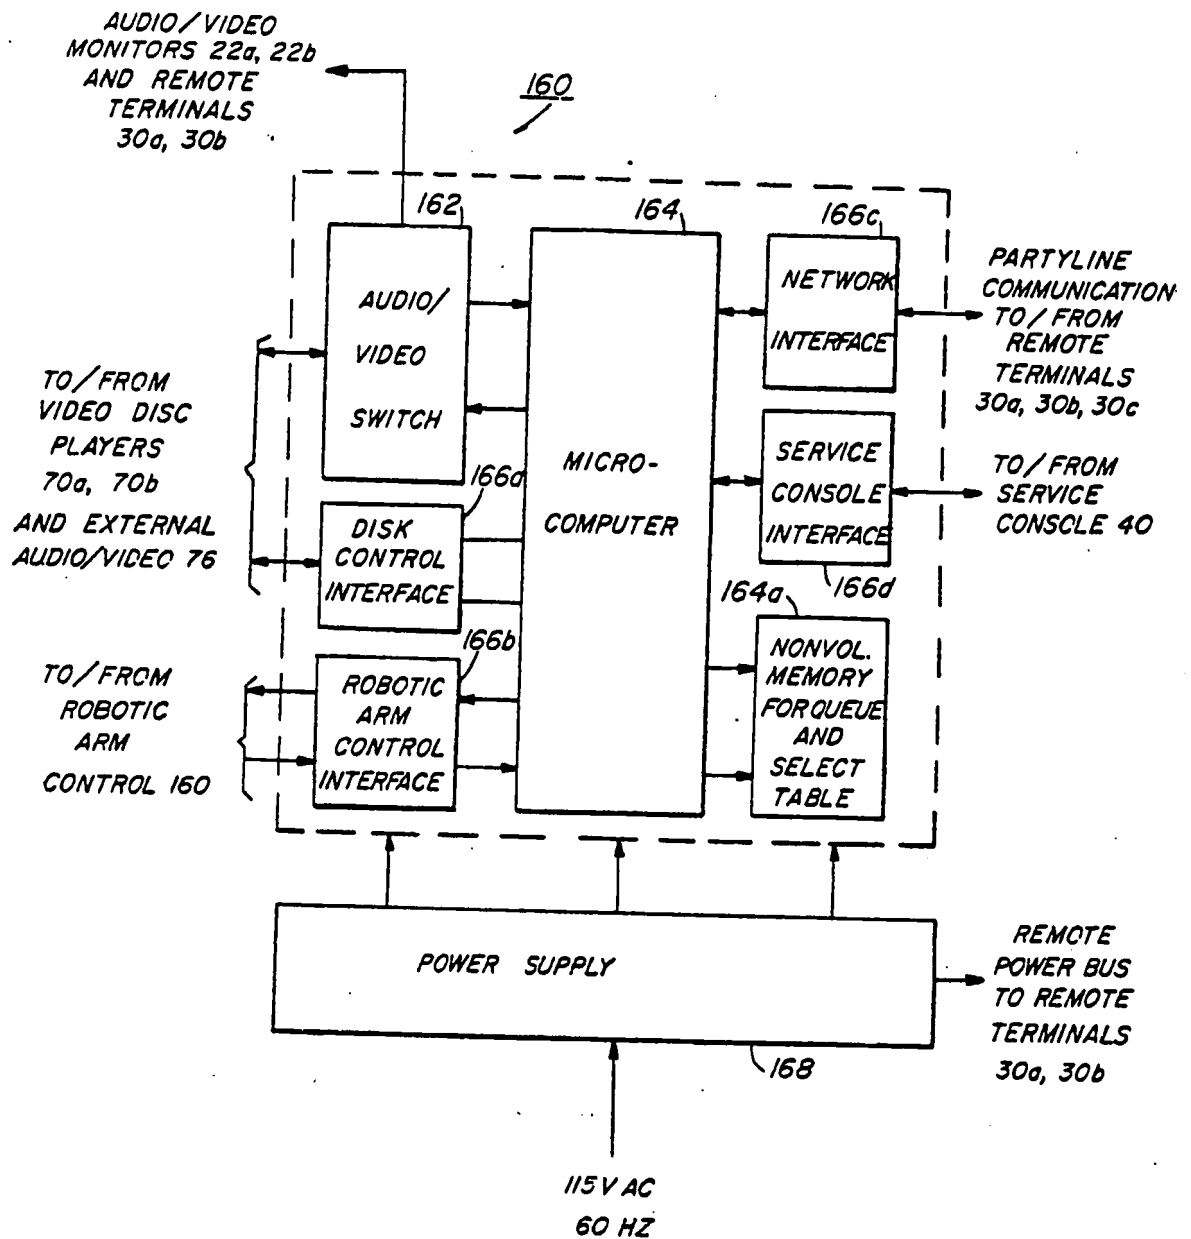 AUDIO/VIDEO
MONITORS 22a, 22b
AND REMOTE
TERMINALS
30a, 30b
160
162
164
166c
AUDIO/
VIDEO
SWITCH
MICRO-
COMPUTER
NETWORK
INTERFACE
PARTYLINE
COMMUNICATION
TO/FROM
REMOTE
TERMINALS
30a, 30b, 30c
TO/FROM
VIDEO DISC
PLAYERS
70a, 70b
AND EXTERNAL
AUDIO/VIDEO 76
166a
DISK
CONTROL
INTERFACE
SERVICE
CONSOLE
INTERFACE
166d
TO/FROM
SERVICE
CONSOLE 40
TO/FROM
ROBOTIC
ARM
CONTROL 160
166b
ROBOTIC
ARM
CONTROL
INTERFACE
164a
NONVOL.
MEMORY
FOR QUEUE
AND
SELECT
TABLE
POWER SUPPLY
168
REMOTE
POWER BUS
TO REMOTE
TERMINALS
30a, 30b
115V AC
60 HZ